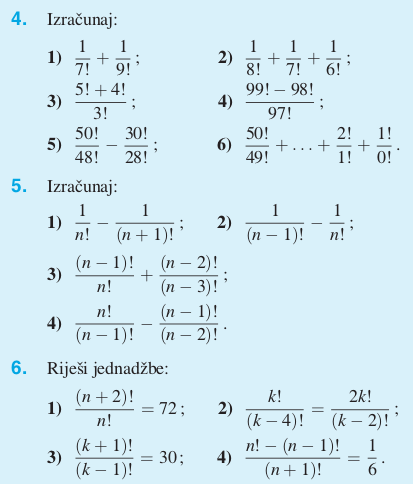 4. Izračunaj:
1) \frac{1}{7!} + \frac{1}{9!}; 2) \frac{1}{8!} + \frac{1}{7!} + \frac{1}{6!};
3) \frac{5! + 4!}{3!}; 4) \frac{99! - 98!}{97!};
5) \frac{50!}{48!} - \frac{30!}{28!}; 6) \frac{50!}{49!} + \ldots + \frac{2!}{1!} + \frac{1!}{0!}.
5. Izračunaj:
1) \frac{1}{n!} - \frac{1}{(n+1)!}; 2) \frac{1}{(n-1)!} - \frac{1}{n!};
3) \frac{(n-1)!}{n!} + \frac{(n-2)!}{(n-3)!};
4) \frac{n!}{(n-1)!} - \frac{(n-1)!}{(n-2)!}.
6. Riješi jednadžbe:
1) \frac{(n+2)!}{n!} = 72; 2) \frac{k!}{(k-4)!} = \frac{2k!}{(k-2)!};
3) \frac{(k+1)!}{(k-1)!} = 30; 4) \frac{n! - (n-1)!}{(n+1)!} = \frac{1}{6}.